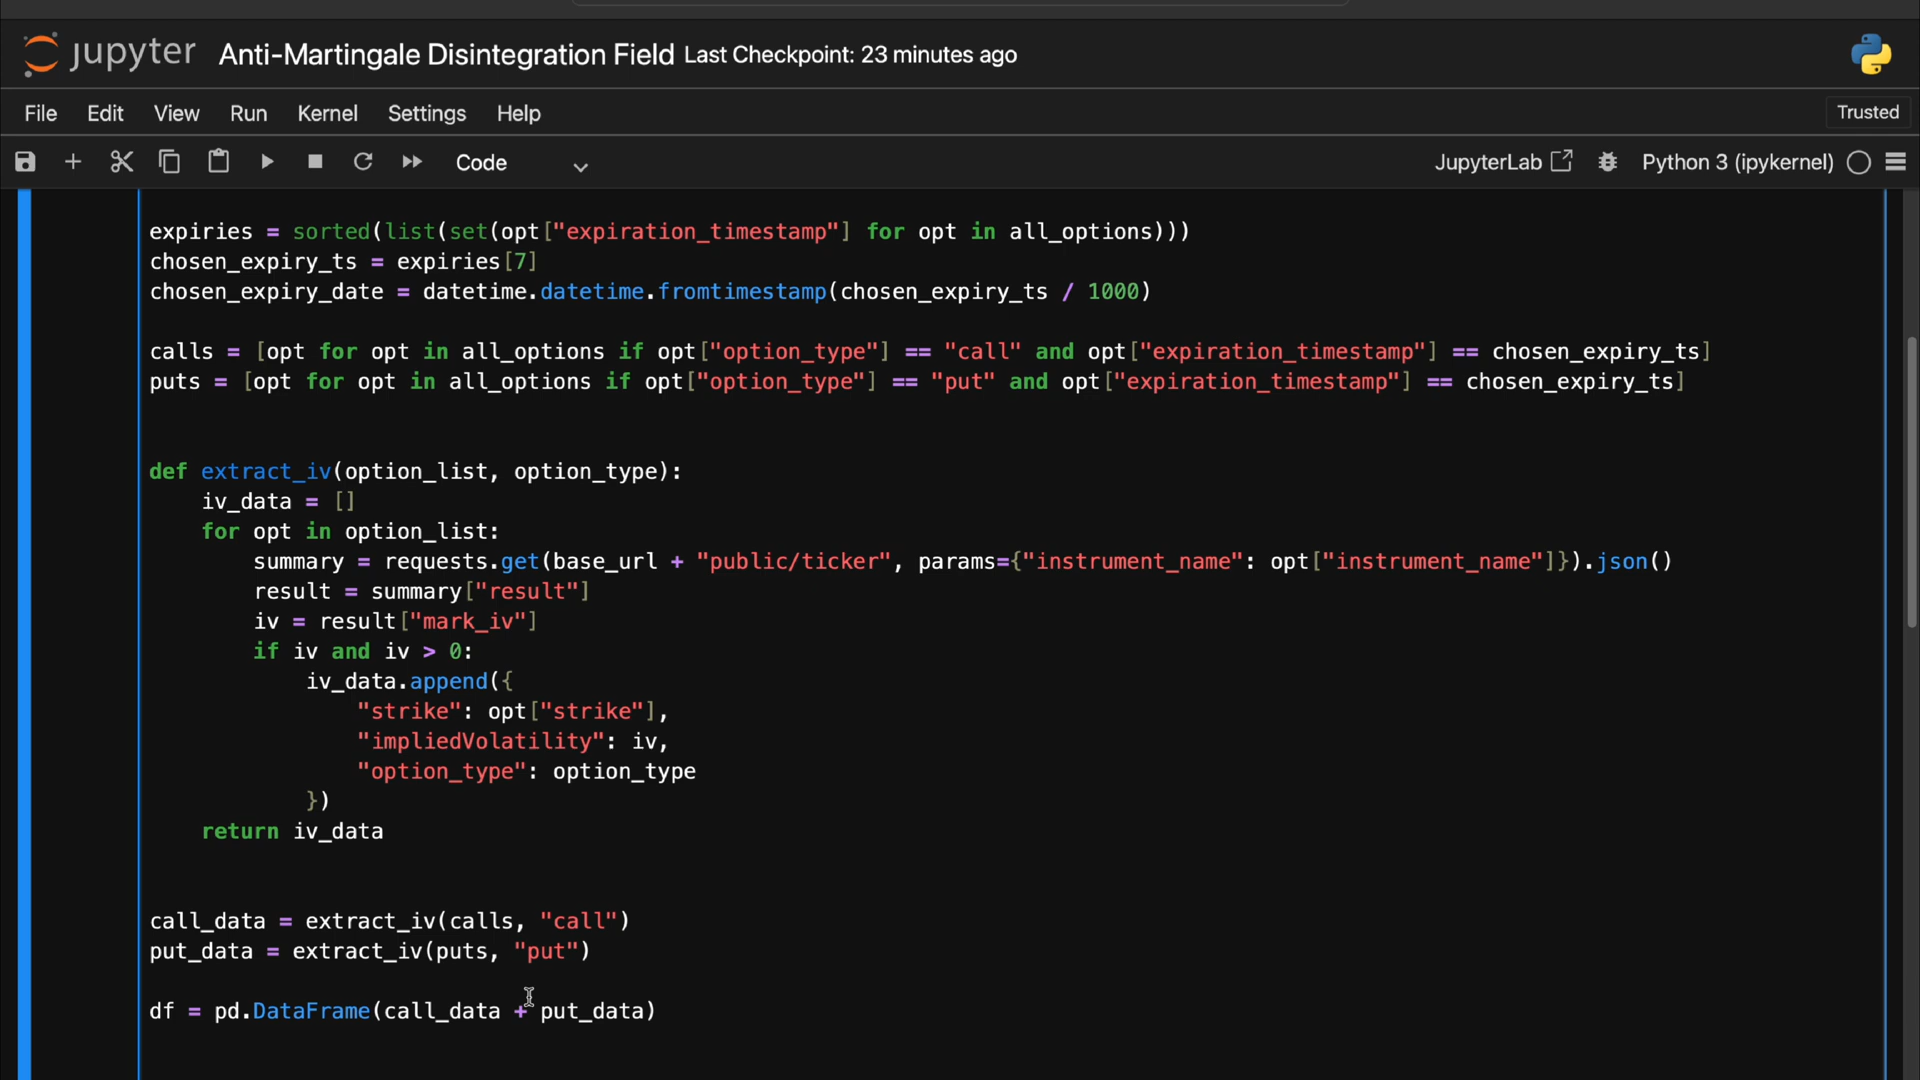 jupyter Anti-Martingale Disintegration Field Last Checkpoint: 23 minutes ago
File Edit View Run Kernel Settings Help Trusted
Code JupyterLab Python 3 (ipykernel)
expiries = sorted(list(set(opt["expiration_timestamp"] for opt in all_options)))
chosen_expiry_ts = expiries[7]
chosen_expiry_date = datetime.datetime.fromtimestamp(chosen_expiry_ts / 1000)
calls = [opt for opt in all_options if opt["option_type"] == "call" and opt["expiration_timestamp"] == chosen_expiry_ts]
puts = [opt for opt in all_options if opt["option_type"] == "put" and opt["expiration_timestamp"] == chosen_expiry_ts]
def extract_iv(option_list, option_type):
    iv_data = []
    for opt in option_list:
        summary = requests.get(base_url + "public/ticker", params={"instrument_name": opt["instrument_name"]}).json()
        result = summary["result"]
        iv = result["mark_iv"]
        if iv and iv > 0:
            iv_data.append({
                "strike": opt["strike"],
                "impliedVolatility": iv,
                "option_type": option_type
            })
    return iv_data
call_data = extract_iv(calls, "call")
put_data = extract_iv(puts, "put")
df = pd.DataFrame(call_data + put_data)